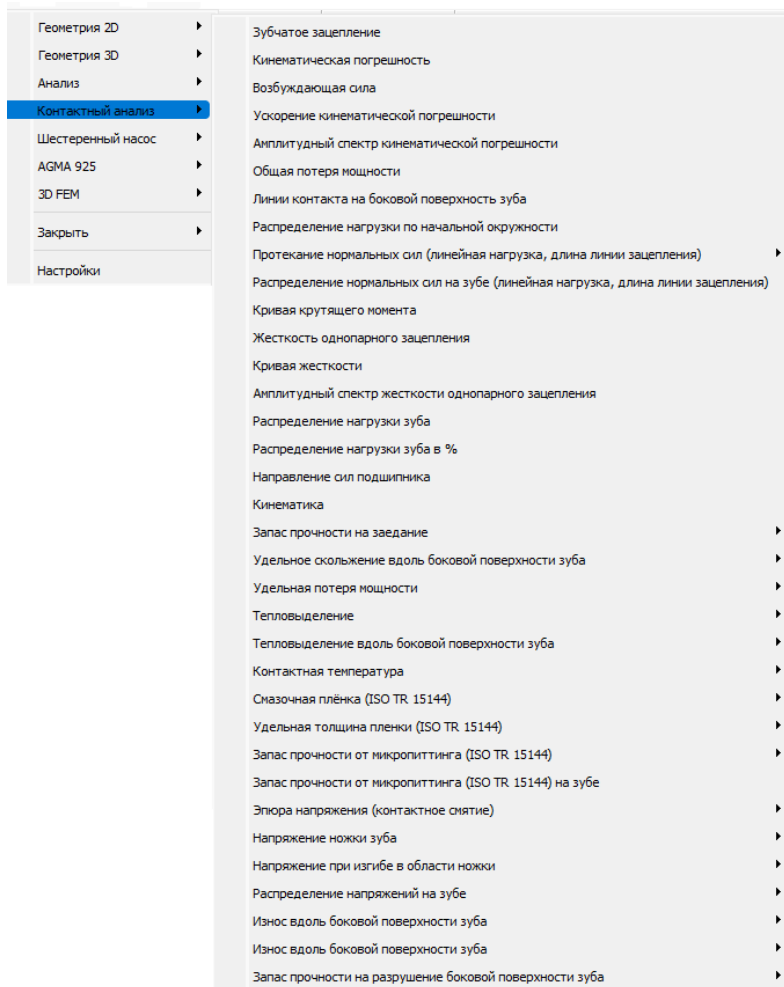 Геометрия 2D
Геометрия 3D
Анализ
Контактный анализ
Шестеренный насос
AGMA 925
3D FEM
Закрыть
Настройки
Зубчатое зацепление
Кинематическая погрешность
Возбуждающая сила
Ускорение кинематической погрешности
Амплитудный спектр кинематической погрешности
Общая потеря мощности
Линии контакта на боковой поверхность зуба
Распределение нагрузки по начальной окружности
Протекание нормальных сил (линейная нагрузка, длина линии зацепления)
Распределение нормальных сил на зубе (линейная нагрузка, длина линии зацепления)
Кривая крутящего момента
Жесткость однопарного зацепления
Кривая жесткости
Амплитудный спектр жесткости однопарного зацепления
Распределение нагрузки зуба
Распределение нагрузки зуба в %
Направление сил подшипника
Кинематика
Запас прочности на заедание
Удельное скольжение вдоль боковой поверхности зуба
Удельная потеря мощности
Тепловыделение
Тепловыделение вдоль боковой поверхности зуба
Контактная температура
Смазочная плёнка (ISO TR 15144)
Удельная толщина пленки (ISO TR 15144)
Запас прочности от микропиттинга (ISO TR 15144)
Запас прочности от микропиттинга (ISO TR 15144) на зубе
Эпюра напряжения (контактное смятие)
Напряжение ножки зуба
Напряжение при изгибе в области ножки
Распределение напряжений на зубе
Износ вдоль боковой поверхности зуба
Износ вдоль боковой поверхности зуба
Запас прочности на разрушение боковой поверхности зуба